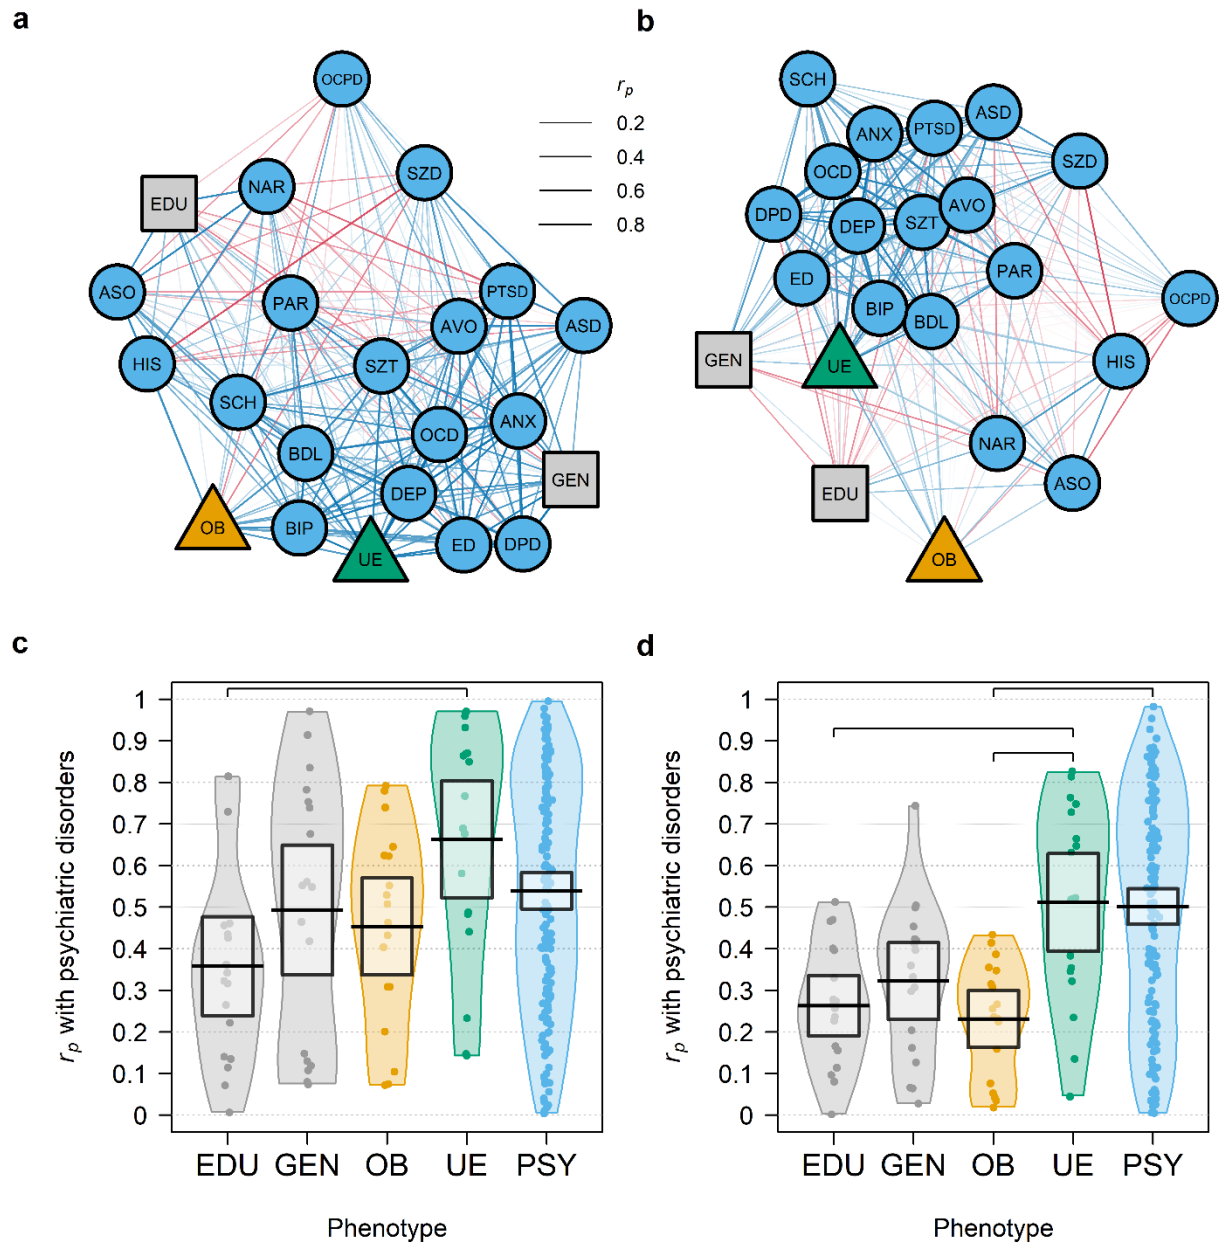 a
b
OCPD
r_p
0.2
0.4
0.6
0.8
NAR
SZD
EDU
ASO
PAR
PTSD
AVO
ASD
HIS
SZT
SCH
OCD
ANX
BDL
GEN
DEP
OB
BIP
UE
ED
DPD
SCH
ANX
PTSD
ASD
OCD
SZD
DPD
DEP
SZT
AVO
ED
PAR
BIP
BDL
OCPD
GEN
UE
HIS
NAR
EDU
ASO
OB
c
d
r_p with psychiatric disorders
1
0.9
0.8
0.7
0.6
0.5
0.4
0.3
0.2
0.1
0
EDU GEN OB UE PSY
Phenotype
r_p with psychiatric disorders
1
0.9
0.8
0.7
0.6
0.5
0.4
0.3
0.2
0.1
0
EDU GEN OB UE PSY
Phenotype